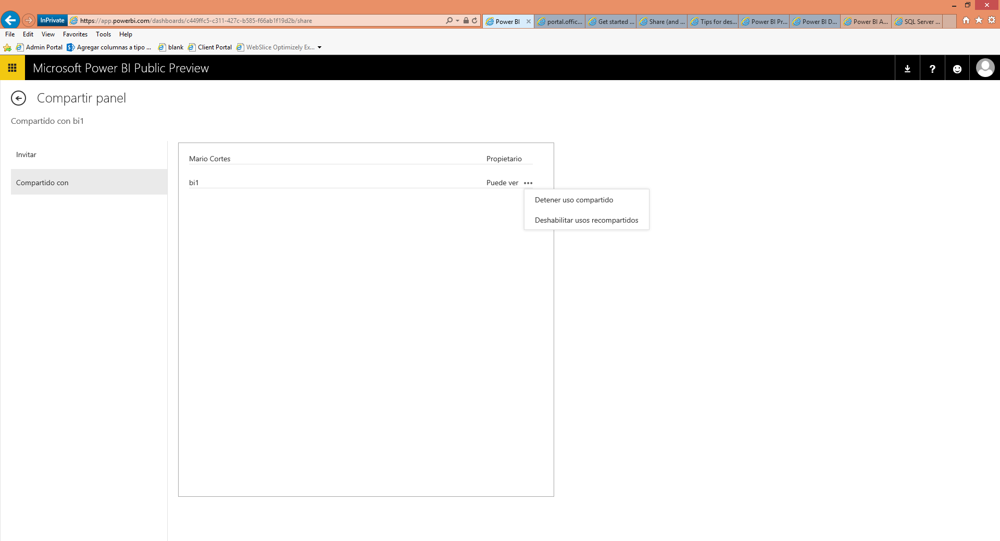 InPrivate https://app.powerbi.com/dashboards/c449ffc5-c311-427c-b585-f66ab1f19d2b/share Power BI portal.offic... Get started ... Share (and ... Tips for des... Power BI Pr... Power BI D... Power BI A... SQL Server ...
File Edit View Favorites Tools Help
Admin Portal Agregar columnas a tipo ... blank Client Portal WebSlice Optimizely Ex...
Microsoft Power BI Public Preview
Compartir panel
Compartido con bi1
Invitar
Compartido con
Mario Cortes Propietario
bi1 Puede ver
Detener uso compartido
Deshabilitar usos recompartidos